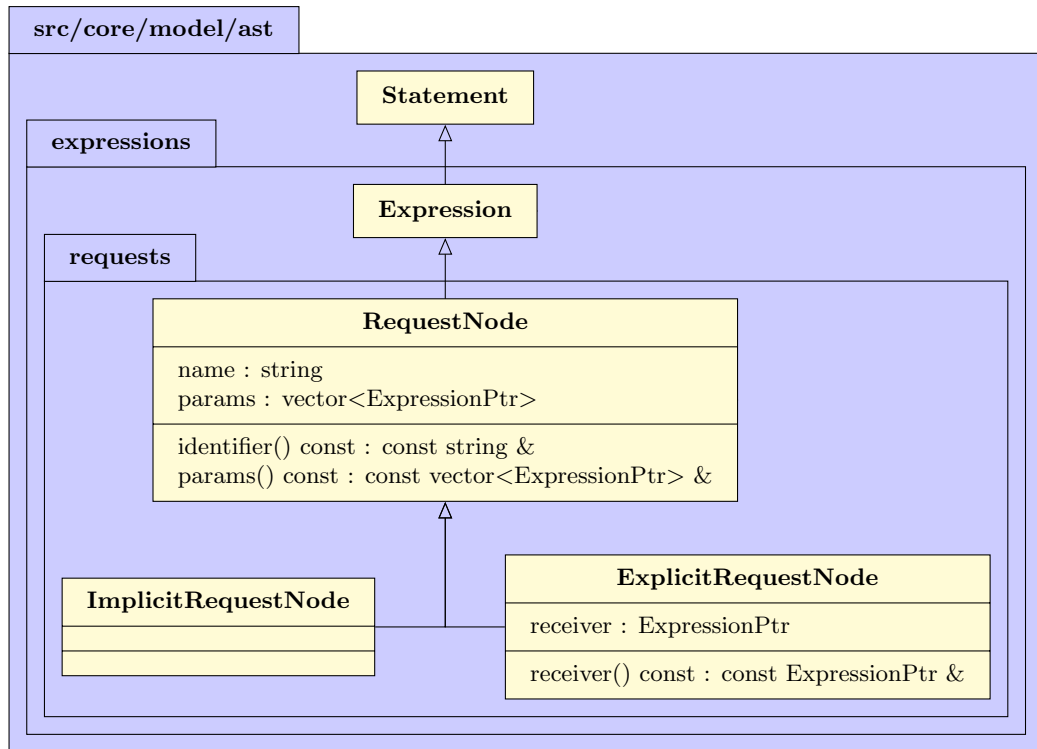 src/core/model/ast
Statement
expressions
Expression
requests
RequestNode
name : string
params : vector<ExpressionPtr>
identifier() const : const string &
params() const : const vector<ExpressionPtr> &
ImplicitRequestNode
ExplicitRequestNode
receiver : ExpressionPtr
receiver() const : const ExpressionPtr &